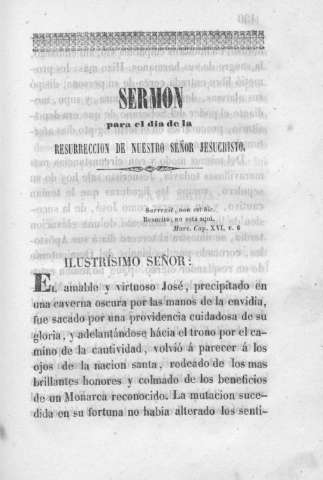 SERMON
para el dia de la
RESURRECCION DE NUESTRO SEÑOR JESUCRISTO.
Surrexit, non est hic.
Resucitó, no está aqui.
Marc. Cap. XVI, v. 6
ILUSTRÍSIMO SEÑOR:
EL amable y virtuoso José, precipitado en
una caverna oscura por las manos de la envidia,
fue sacado por una providencia cuidadosa de su
gloria, y adelantándose hácia el trono por el ca-
mino de la cautividad, volvió á parecer á los
ojos de la nacion santa, rodeado de los mas
brillantes honores y colmado de los beneficios
de un Monarca reconocido. La mutacion suce-
dida en su fortuna no habia alterado los senti-